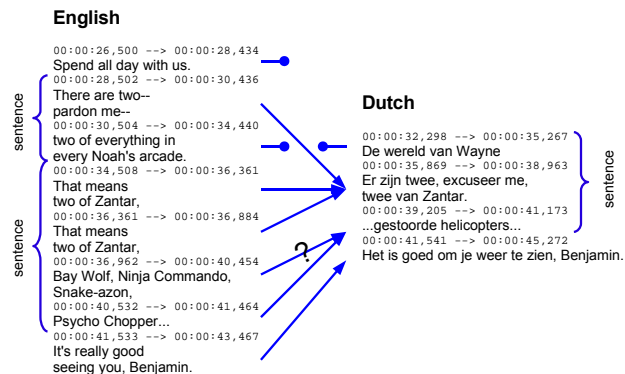 English
00:00:26,500 --> 00:00:28,434
Spend all day with us.
00:00:28,502 --> 00:00:30,436
There are two--
pardon me--
00:00:30,504 --> 00:00:34,440
two of everything in
every Noah's arcade.
00:00:34,508 --> 00:00:36,361
That means
two of Zantar,
00:00:36,361 --> 00:00:36,884
That means
two of Zantar,
00:00:36,962 --> 00:00:40,454
Bay Wolf, Ninja Commando,
Snake-azon,
00:00:40,532 --> 00:00:41,464
Psycho Chopper...
00:00:41,533 --> 00:00:43,467
It's really good
seeing you, Benjamin.
sentence
sentence
?
Dutch
00:00:32,298 --> 00:00:35,267
De wereld van Wayne
00:00:35,869 --> 00:00:38,963
Er zijn twee, excuseer me,
twee van Zantar.
00:00:39,205 --> 00:00:41,173
...gestoorde helicopters...
00:00:41,541 --> 00:00:45,272
Het is goed om je weer te zien, Benjamin.
sentence